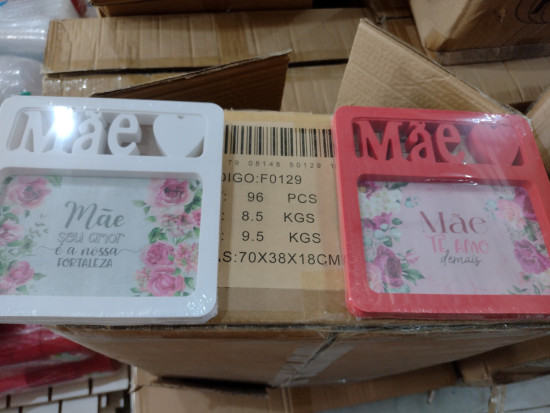 Mãe
Mãe
seu amor
é a nossa
FORTALEZA
DIGO:F0129
96 PCS
8.5 KGS
9.5 KGS
AS:70X38X18CM
Mãe
Mãe
TE AMO
demais